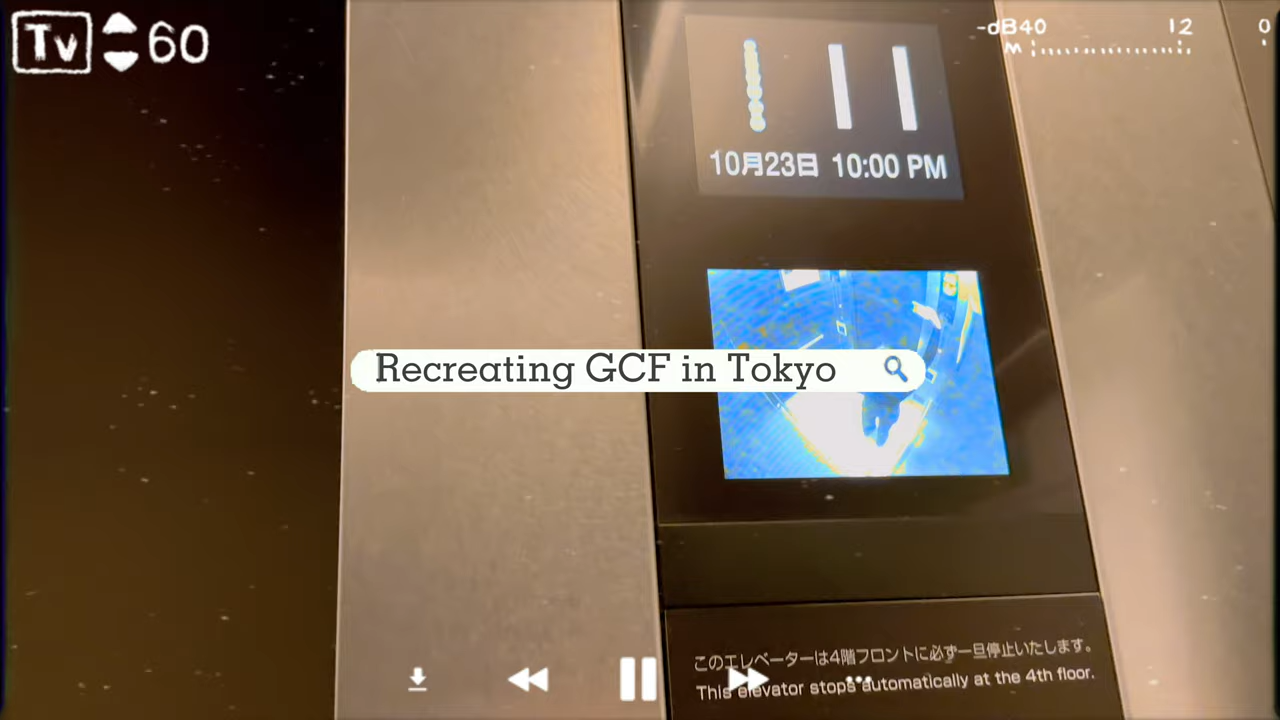 Tv 60
-dB40 12 0
M
1 11
10月23日 10:00 PM
Recreating GCF in Tokyo
このエレベーターは4階フロントに必ず一旦停止いたします。
This elevator stops automatically at the 4th floor.